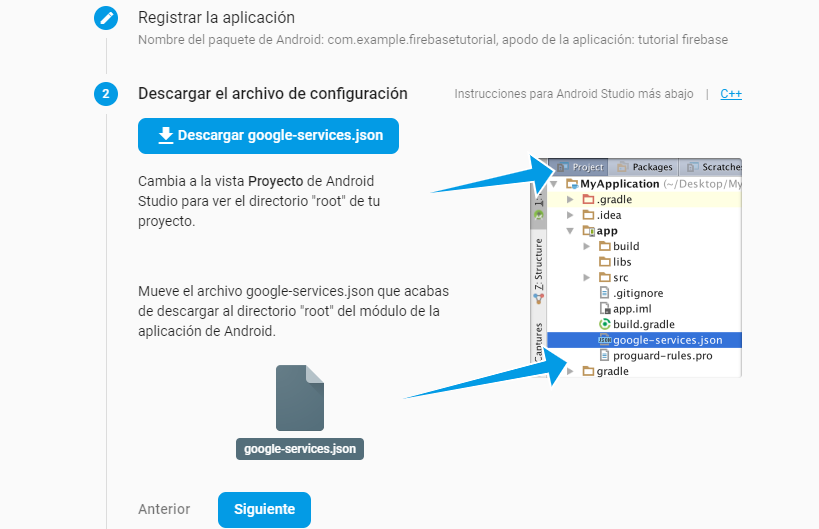 Registrar la aplicación
Nombre del paquete de Android: com.example.firebasetutorial, apodo de la aplicación: tutorial firebase
2
Descargar el archivo de configuración
Instrucciones para Android Studio más abajo | C++
Descargar google-services.json
Cambia a la vista Proyecto de Android
Studio para ver el directorio "root" de tu
proyecto.
Mueve el archivo google-services.json que acabas
de descargar al directorio "root" del módulo de la
aplicación de Android.
google-services.json
Project Packages Scratche
MyApplication (~/Desktop/My
.gradle
.idea
app
build
libs
src
.gitignore
app.iml
build.gradle
google-services.json
proguard-rules.pro
gradle
Z: Structure
Captures
Anterior
Siguiente